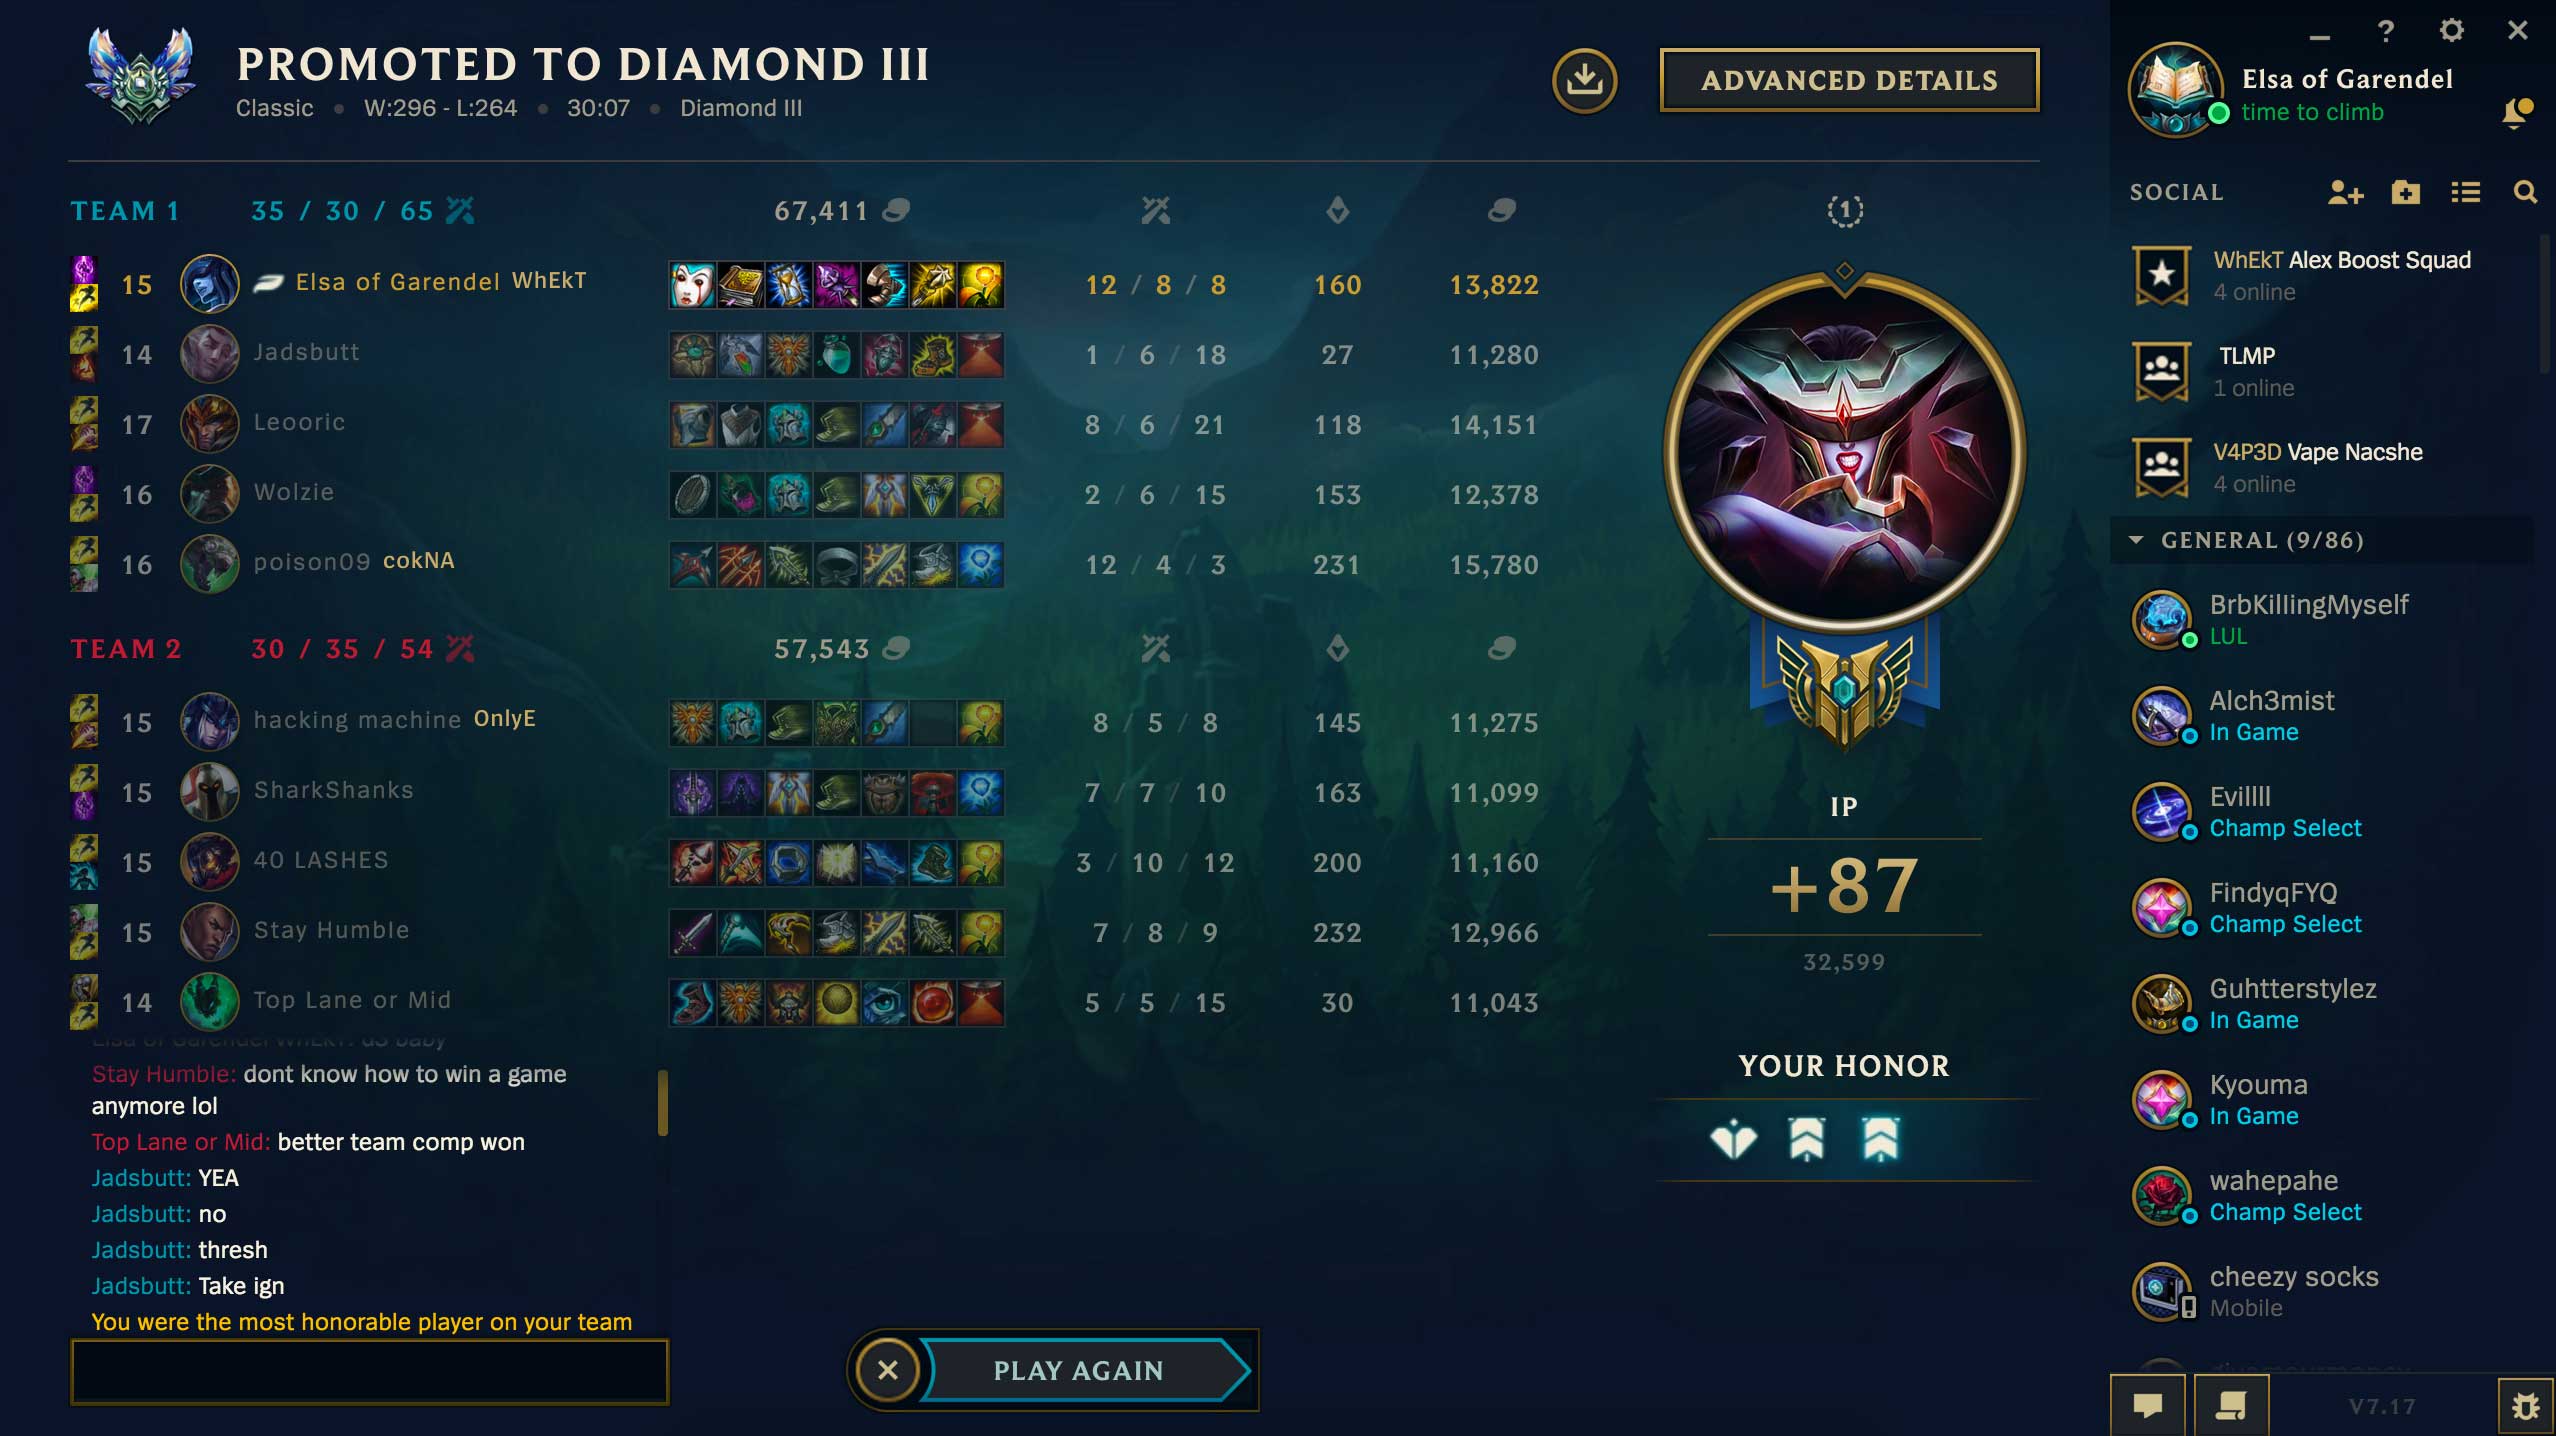 PROMOTED TO DIAMOND III
Classic • W:296 - L:264 • 30:07 • Diamond III
ADVANCED DETAILS
TEAM 1 35 / 30 / 65 67,411
1
15 Elsa of Garendel WhEkT 12 / 8 / 8 160 13,822
14 Jadsbutt 1 / 6 / 18 27 11,280
17 Leooric 8 / 6 / 21 118 14,151
16 Wolzie 2 / 6 / 15 153 12,378
16 poison09 cokNA 12 / 4 / 3 231 15,780
TEAM 2 30 / 35 / 54 57,543
15 hacking machine OnlyE 8 / 5 / 8 145 11,275
15 SharkShanks 7 / 7 / 10 163 11,099
15 40 LASHES 3 / 10 / 12 200 11,160
15 Stay Humble 7 / 8 / 9 232 12,966
14 Top Lane or Mid 5 / 5 / 15 30 11,043
Elsa of Garendel WhEkT: d3 baby
Stay Humble: dont know how to win a game
anymore lol
Top Lane or Mid: better team comp won
Jadsbutt: YEA
Jadsbutt: no
Jadsbutt: thresh
Jadsbutt: Take ign
You were the most honorable player on your team
PLAY AGAIN
IP
+87
32,599
YOUR HONOR
?
Elsa of Garendel
time to climb
SOCIAL
WhEkT Alex Boost Squad
4 online
TLMP
1 online
V4P3D Vape Nacshe
4 online
GENERAL (9/86)
BrbKillingMyself
LUL
Alch3mist
In Game
Evillll
Champ Select
FindyqFYQ
Champ Select
Guhtterstylez
In Game
Kyouma
In Game
wahepahe
Champ Select
cheezy socks
Mobile
V7.17